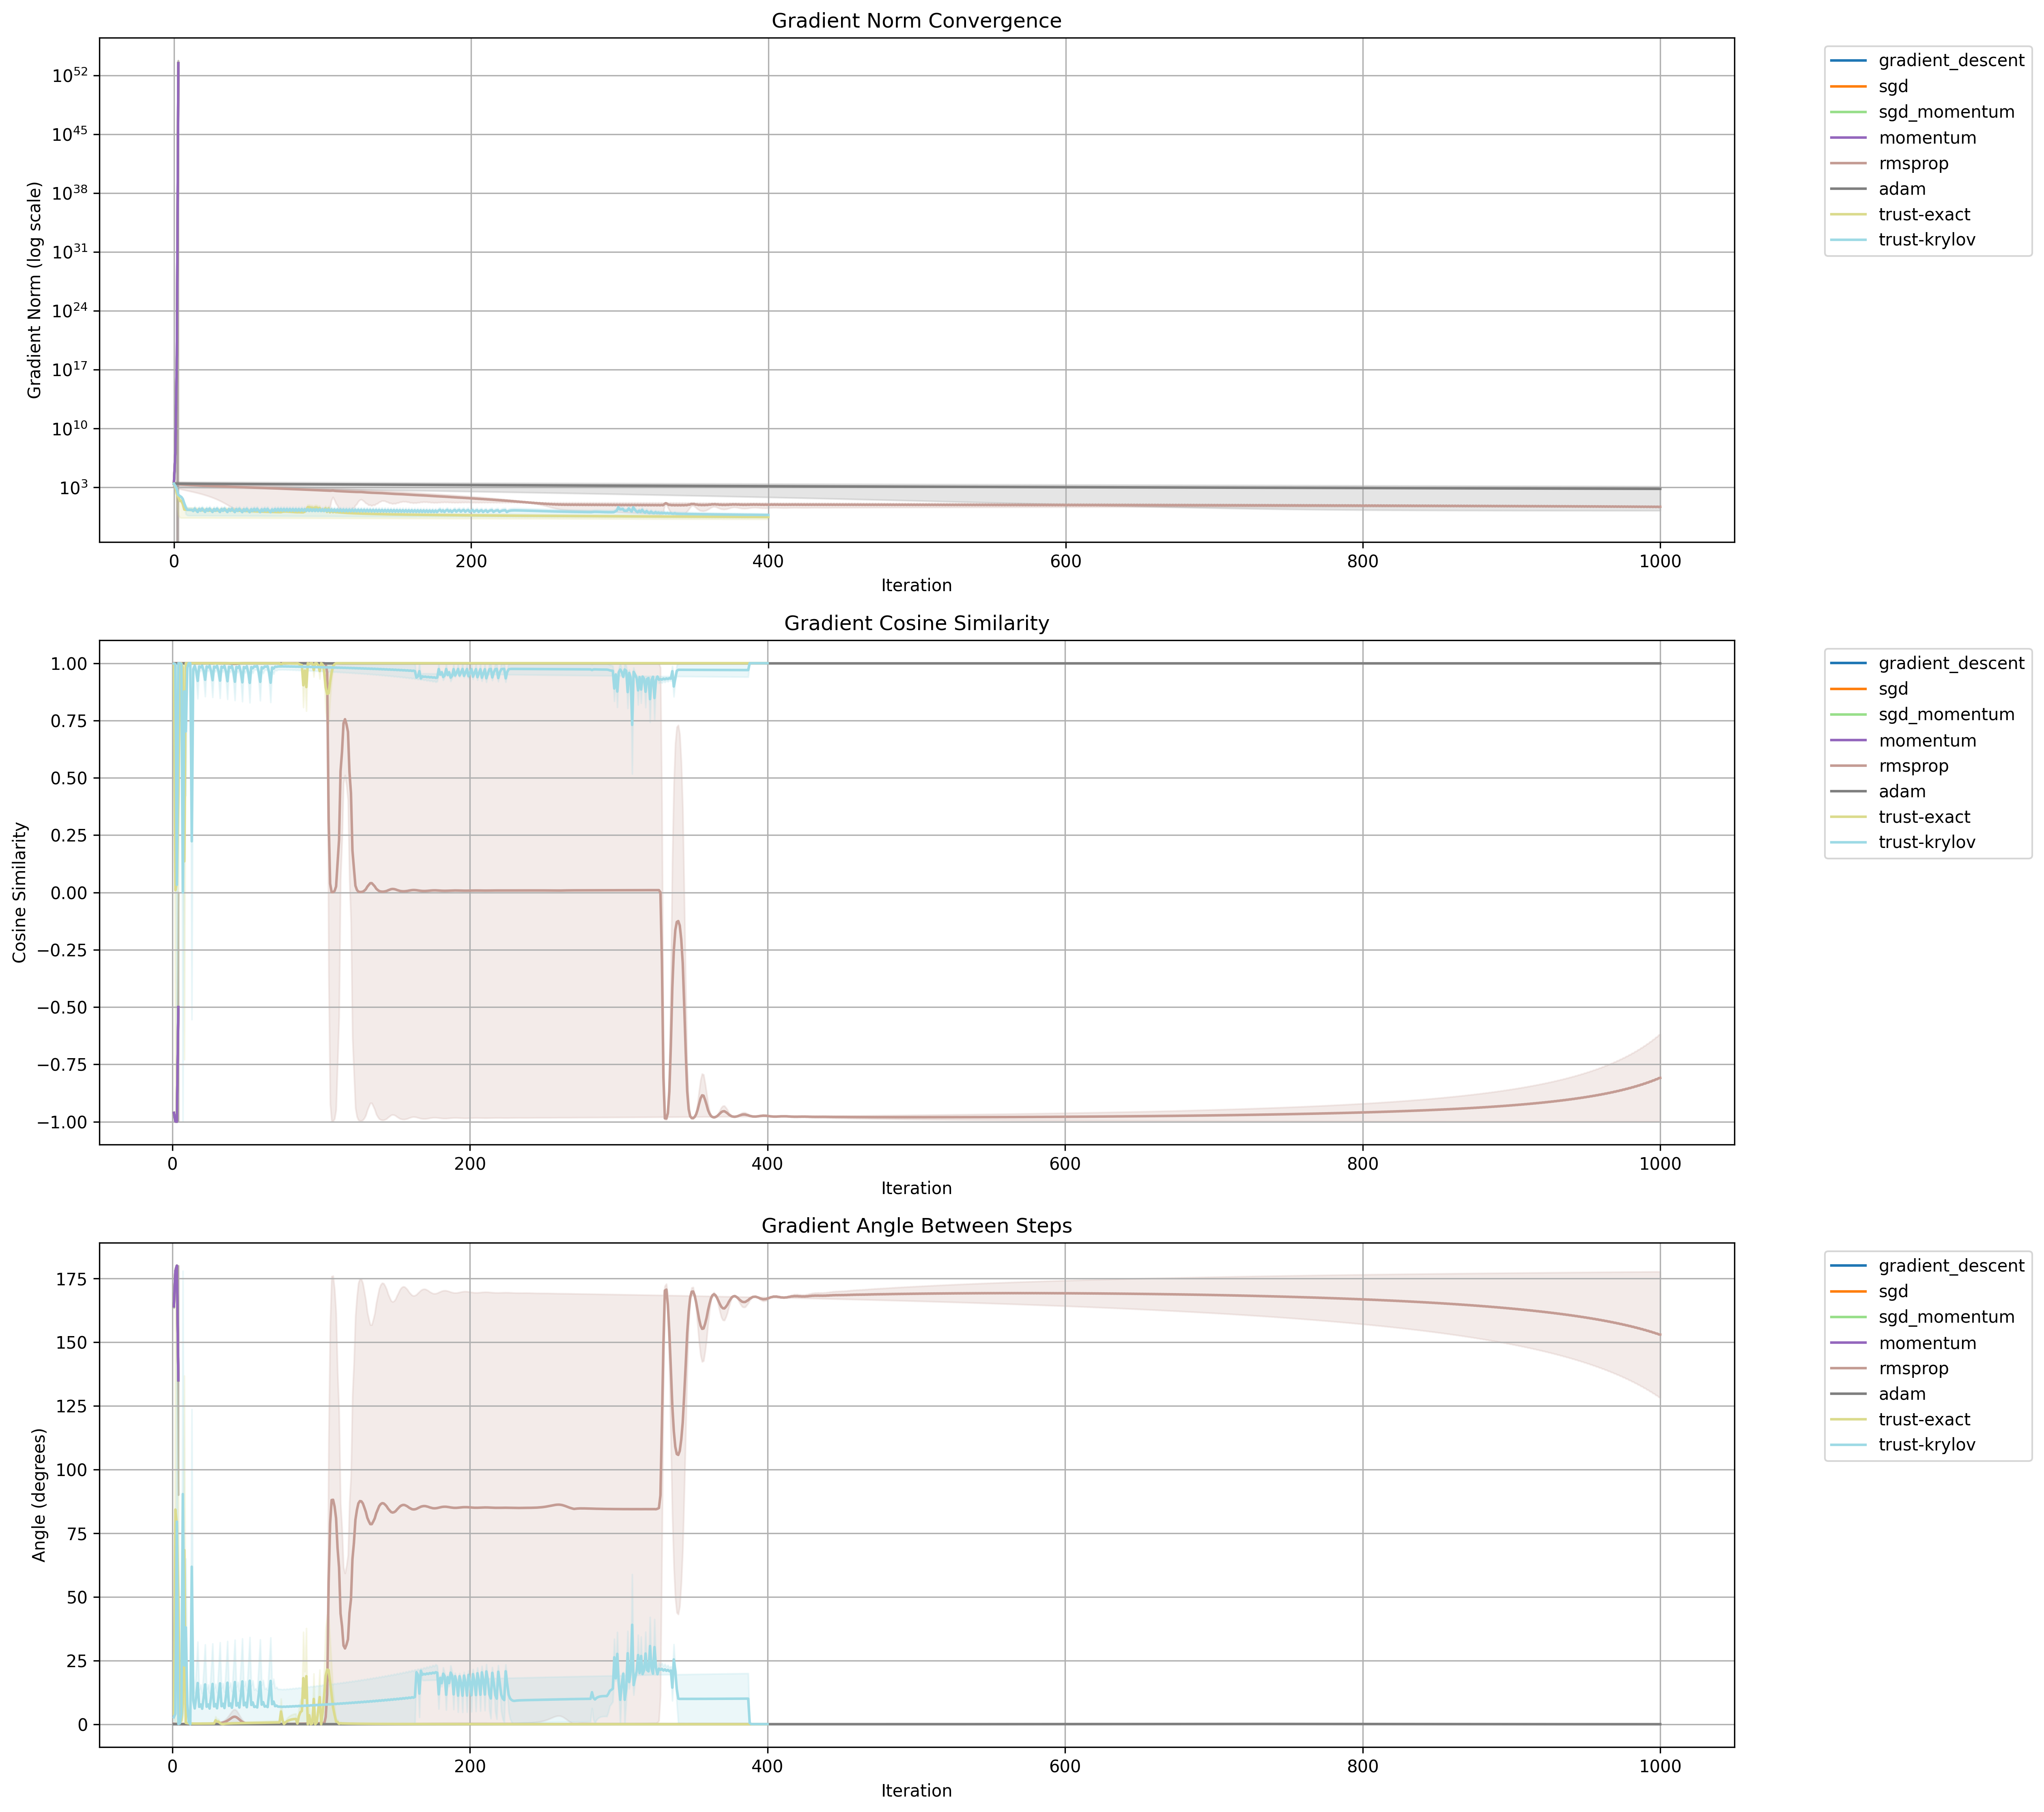 Gradient Norm Convergence
Gradient Norm (log scale)
10^52
10^45
10^38
10^31
10^24
10^17
10^10
10^3
0 200 400 600 800 1000
Iteration
gradient_descent
sgd
sgd_momentum
momentum
rmsprop
adam
trust-exact
trust-krylov
Gradient Cosine Similarity
Cosine Similarity
1.00
0.75
0.50
0.25
0.00
−0.25
−0.50
−0.75
−1.00
0 200 400 600 800 1000
Iteration
gradient_descent
sgd
sgd_momentum
momentum
rmsprop
adam
trust-exact
trust-krylov
Gradient Angle Between Steps
Angle (degrees)
175
150
125
100
75
50
25
0
0 200 400 600 800 1000
Iteration
gradient_descent
sgd
sgd_momentum
momentum
rmsprop
adam
trust-exact
trust-krylov